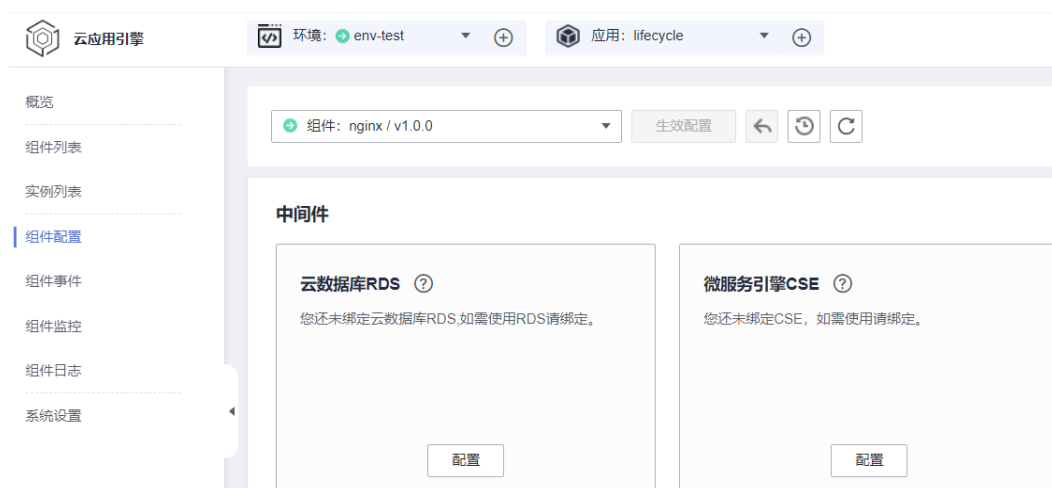 云应用引擎
环境： env-test
应用：lifecycle
概览
组件列表
实例列表
组件配置
组件事件
组件监控
组件日志
系统设置
组件：nginx / v1.0.0
生效配置
中间件
云数据库RDS
您还未绑定云数据库RDS,如需使用RDS请绑定。
配置
微服务引擎CSE
您还未绑定CSE，如需使用请绑定。
配置